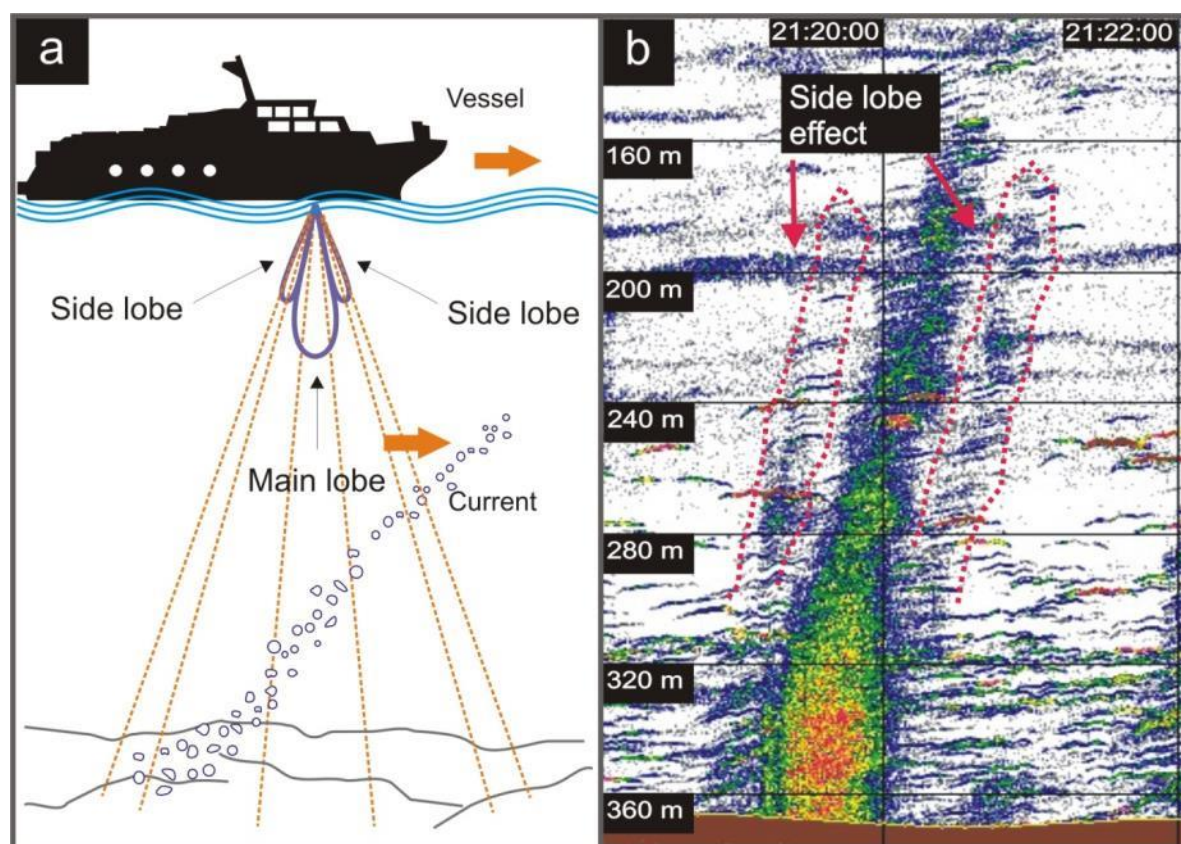 a
Vessel
Side lobe
Side lobe
Main lobe
Current
b
21:20:00
21:22:00
Side lobe
effect
160 m
200 m
240 m
280 m
320 m
360 m